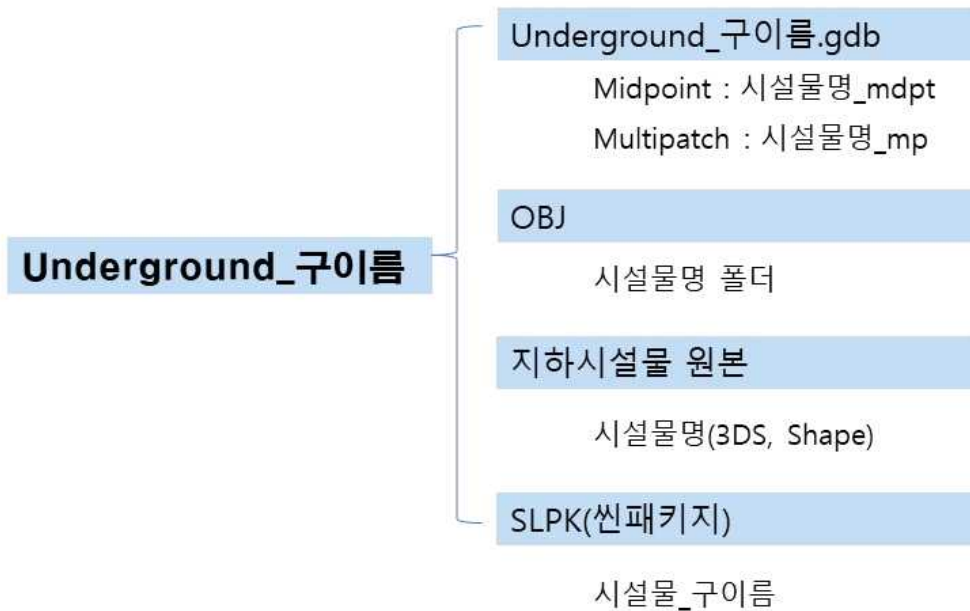 Underground_구이름.gdb
Midpoint : 시설물명_mdpt
Multipatch : 시설물명_mp
OBJ
Underground_구이름
시설물명 폴더
지하시설물 원본
시설물명(3DS, Shape)
SLPK(씬패키지)
시설물_구이름